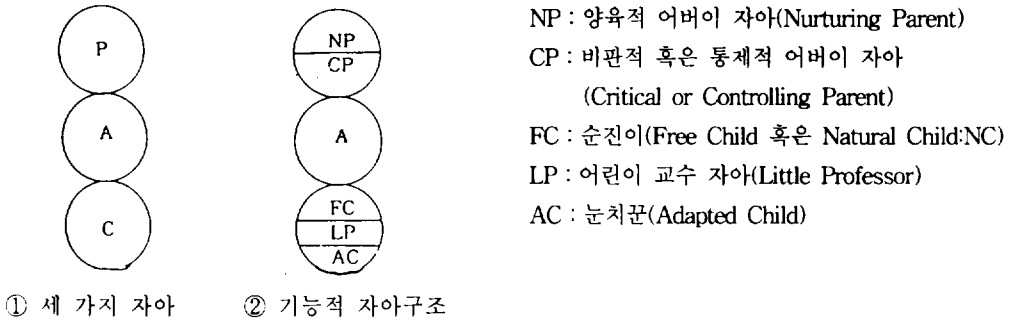 P
A
C
NP
CP
A
FC
LP
AC
① 세 가지 자아
② 기능적 자아구조
NP : 양육적 어버이 자아(Nurturing Parent)
CP : 비판적 혹은 통제적 어버이 자아
(Critical or Controlling Parent)
FC : 순진이(Free Child 혹은 Natural Child:NC)
LP : 어린이 교수 자아(Little Professor)
AC : 눈치꾼(Adapted Child)